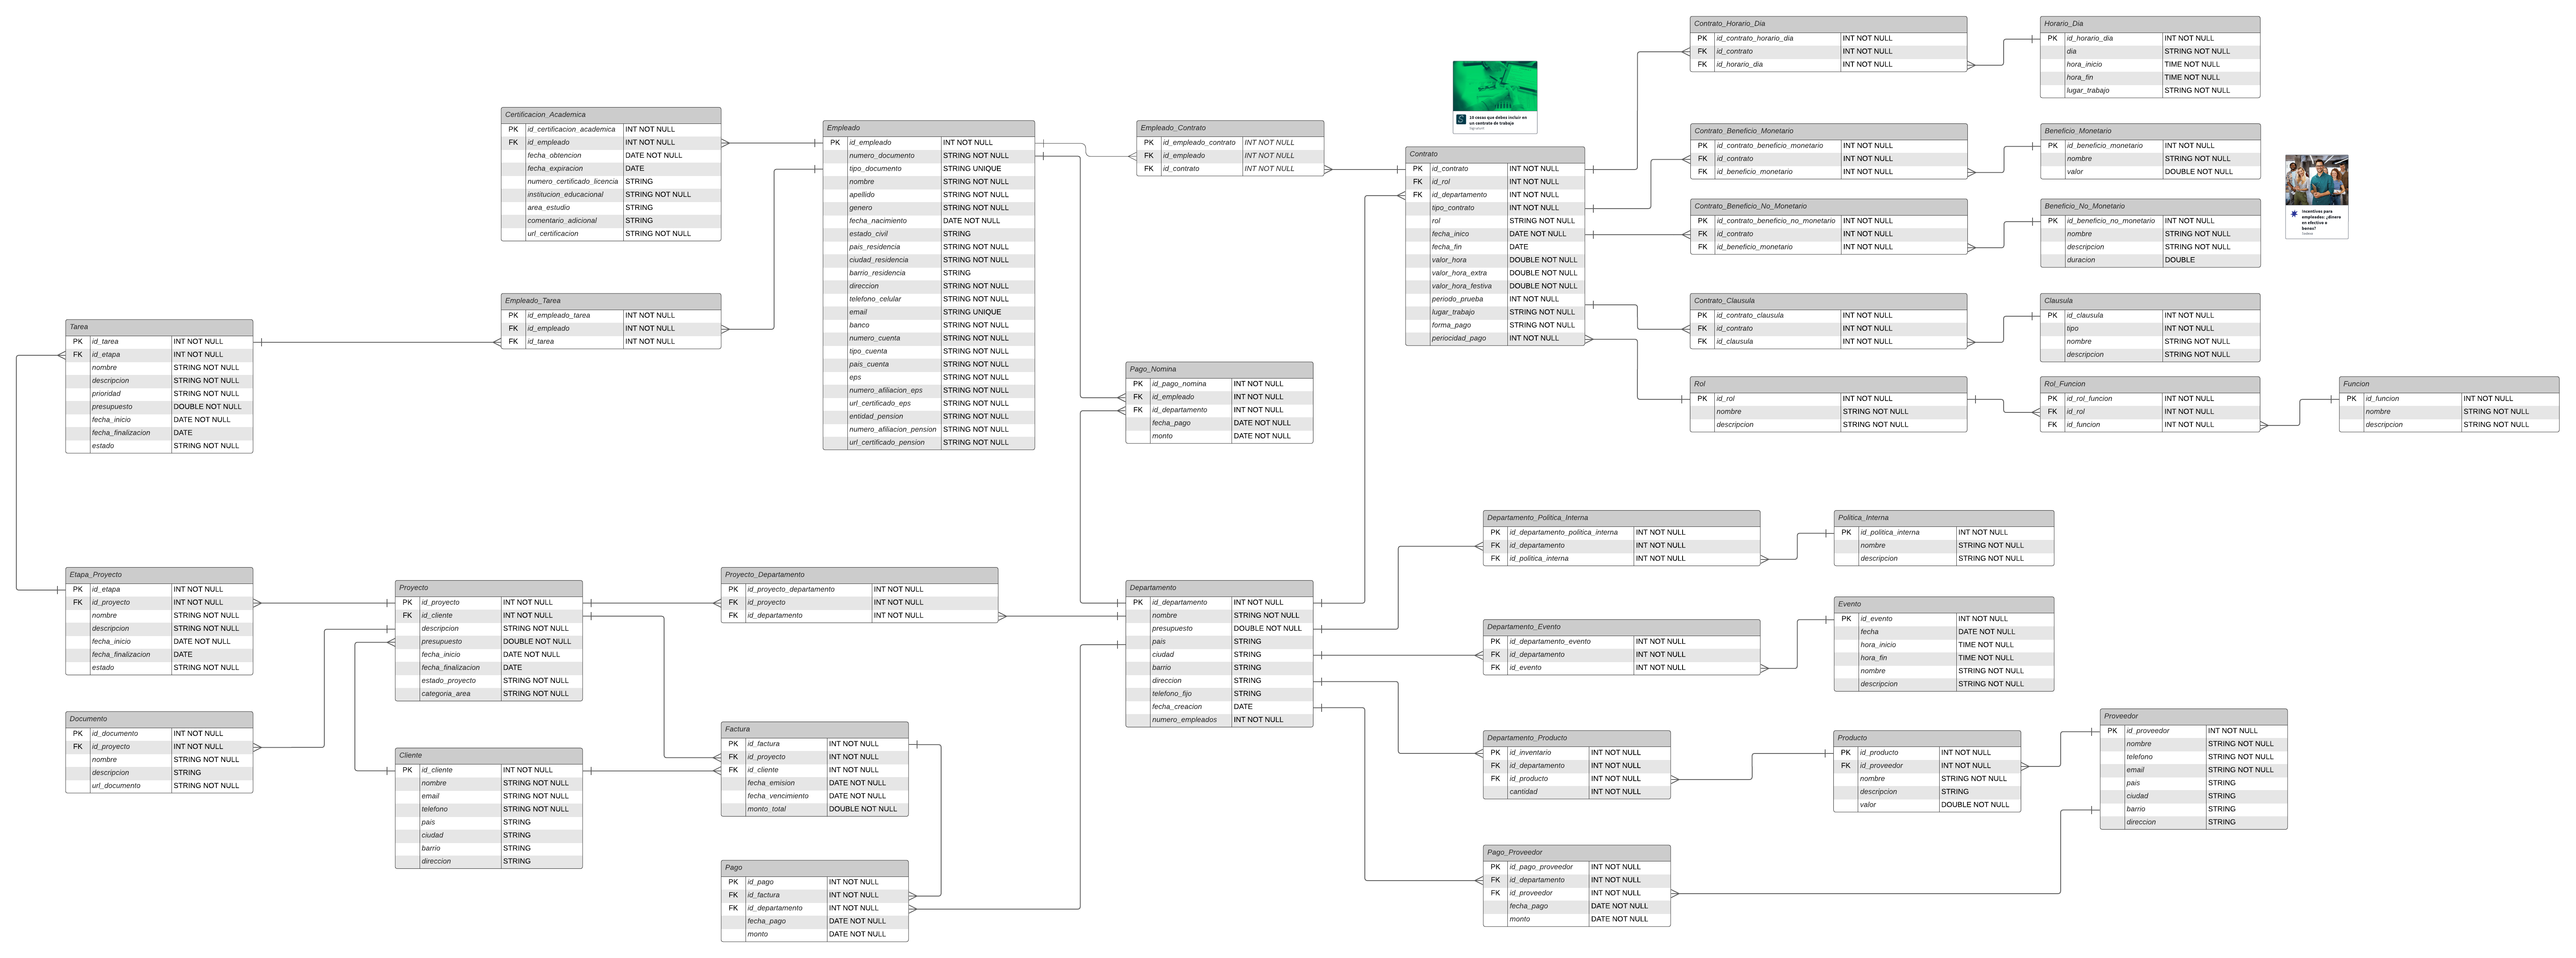 Contrato_Horario_Dia
PK id_contrato_horario_dia INT NOT NULL
FK id_contrato INT NOT NULL
FK id_horario_dia INT NOT NULL
Horario_Dia
PK id_horario_dia INT NOT NULL
dia STRING NOT NULL
hora_inicio TIME NOT NULL
hora_fin TIME NOT NULL
lugar_trabajo STRING NOT NULL
10 cosas que debes incluir en
un contrato de trabajo
Certificacion_Academica
PK id_certificacion_academica INT NOT NULL
FK id_empleado INT NOT NULL
fecha_obtencion DATE NOT NULL
fecha_expiracion DATE
numero_certificado_licencia STRING
institucion_educacional STRING NOT NULL
area_estudio STRING
comentario_adicional STRING
url_certificacion STRING NOT NULL
Empleado
PK id_empleado INT NOT NULL
numero_documento STRING NOT NULL
tipo_documento STRING UNIQUE
nombre STRING NOT NULL
apellido STRING NOT NULL
genero STRING NOT NULL
fecha_nacimiento DATE NOT NULL
estado_civil STRING
pais_residencia STRING NOT NULL
ciudad_residencia STRING NOT NULL
barrio_residencia STRING
direccion STRING NOT NULL
telefono_celular STRING NOT NULL
email STRING UNIQUE
banco STRING NOT NULL
numero_cuenta STRING NOT NULL
tipo_cuenta STRING NOT NULL
pais_cuenta STRING NOT NULL
eps STRING NOT NULL
numero_afiliacion_eps STRING NOT NULL
url_certificado_eps STRING NOT NULL
entidad_pension STRING NOT NULL
numero_afiliacion_pension STRING NOT NULL
url_certificado_pension STRING NOT NULL
Empleado_Contrato
PK id_empleado_contrato INT NOT NULL
FK id_empleado INT NOT NULL
FK id_contrato INT NOT NULL
Contrato
PK id_contrato INT NOT NULL
FK id_rol INT NOT NULL
FK id_departamento INT NOT NULL
tipo_contrato INT NOT NULL
rol STRING NOT NULL
fecha_inico DATE NOT NULL
fecha_fin DATE
valor_hora DOUBLE NOT NULL
valor_hora_extra DOUBLE NOT NULL
valor_hora_festiva DOUBLE NOT NULL
periodo_prueba INT NOT NULL
lugar_trabajo STRING NOT NULL
forma_pago STRING NOT NULL
periocidad_pago INT NOT NULL
Contrato_Beneficio_Monetario
PK id_contrato_beneficio_monetario INT NOT NULL
FK id_contrato INT NOT NULL
FK id_beneficio_monetario INT NOT NULL
Beneficio_Monetario
PK id_beneficio_monetario INT NOT NULL
nombre STRING NOT NULL
valor DOUBLE NOT NULL
Incentivos para
empleados: ¿dinero
en efectivo o
bonos?
Contrato_Beneficio_No_Monetario
PK id_contrato_beneficio_no_monetario INT NOT NULL
FK id_contrato INT NOT NULL
FK id_beneficio_monetario INT NOT NULL
Beneficio_No_Monetario
PK id_beneficio_no_monetario INT NOT NULL
nombre STRING NOT NULL
descripcion STRING NOT NULL
duracion DOUBLE
Contrato_Clausula
PK id_contrato_clausula INT NOT NULL
FK id_contrato INT NOT NULL
FK id_clausula INT NOT NULL
Clausula
PK id_clausula INT NOT NULL
tipo INT NOT NULL
nombre STRING NOT NULL
descripcion STRING NOT NULL
Rol
PK id_rol INT NOT NULL
nombre STRING NOT NULL
descripcion STRING NOT NULL
Rol_Funcion
PK id_rol_funcion INT NOT NULL
FK id_rol INT NOT NULL
FK id_funcion INT NOT NULL
Funcion
PK id_funcion INT NOT NULL
nombre STRING NOT NULL
descripcion STRING NOT NULL
Empleado_Tarea
PK id_empleado_tarea INT NOT NULL
FK id_empleado INT NOT NULL
FK id_tarea INT NOT NULL
Tarea
PK id_tarea INT NOT NULL
FK id_etapa INT NOT NULL
nombre STRING NOT NULL
descripcion STRING NOT NULL
prioridad STRING NOT NULL
presupuesto DOUBLE NOT NULL
fecha_inicio DATE NOT NULL
fecha_finalizacion DATE
estado STRING NOT NULL
Pago_Nomina
PK id_pago_nomina INT NOT NULL
FK id_empleado INT NOT NULL
FK id_departamento INT NOT NULL
fecha_pago DATE NOT NULL
monto DATE NOT NULL
Etapa_Proyecto
PK id_etapa INT NOT NULL
FK id_proyecto INT NOT NULL
nombre STRING NOT NULL
descripcion STRING NOT NULL
fecha_inicio DATE NOT NULL
fecha_finalizacion DATE
estado STRING NOT NULL
Proyecto
PK id_proyecto INT NOT NULL
FK id_cliente INT NOT NULL
descripcion STRING NOT NULL
presupuesto DOUBLE NOT NULL
fecha_inicio DATE NOT NULL
fecha_finalizacion DATE
estado_proyecto STRING NOT NULL
categoria_area STRING NOT NULL
Proyecto_Departamento
PK id_proyecto_departamento INT NOT NULL
FK id_proyecto INT NOT NULL
FK id_departamento INT NOT NULL
Departamento
PK id_departamento INT NOT NULL
nombre STRING NOT NULL
presupuesto DOUBLE NOT NULL
pais STRING
ciudad STRING
barrio STRING
direccion STRING
telefono_fijo STRING
fecha_creacion DATE
numero_empleados INT NOT NULL
Departamento_Politica_Interna
PK id_departamento_politica_interna INT NOT NULL
FK id_departamento INT NOT NULL
FK id_politica_interna INT NOT NULL
Politica_Interna
PK id_politica_interna INT NOT NULL
nombre STRING NOT NULL
descripcion STRING NOT NULL
Departamento_Evento
PK id_departamento_evento INT NOT NULL
FK id_departamento INT NOT NULL
FK id_evento INT NOT NULL
Evento
PK id_evento INT NOT NULL
fecha DATE NOT NULL
hora_inicio TIME NOT NULL
hora_fin TIME NOT NULL
nombre STRING NOT NULL
descripcion STRING NOT NULL
Documento
PK id_documento INT NOT NULL
FK id_proyecto INT NOT NULL
nombre STRING NOT NULL
descripcion STRING
url_documento STRING NOT NULL
Cliente
PK id_cliente INT NOT NULL
nombre STRING NOT NULL
email STRING NOT NULL
telefono STRING NOT NULL
pais STRING
ciudad STRING
barrio STRING
direccion STRING
Factura
PK id_factura INT NOT NULL
FK id_proyecto INT NOT NULL
FK id_cliente INT NOT NULL
fecha_emision DATE NOT NULL
fecha_vencimiento DATE NOT NULL
monto_total DOUBLE NOT NULL
Pago
PK id_pago INT NOT NULL
FK id_factura INT NOT NULL
FK id_departamento INT NOT NULL
fecha_pago DATE NOT NULL
monto DATE NOT NULL
Departamento_Producto
PK id_inventario INT NOT NULL
FK id_departamento INT NOT NULL
FK id_producto INT NOT NULL
cantidad INT NOT NULL
Producto
PK id_producto INT NOT NULL
FK id_proveedor INT NOT NULL
nombre STRING NOT NULL
descripcion STRING
valor DOUBLE NOT NULL
Proveedor
PK id_proveedor INT NOT NULL
nombre STRING NOT NULL
telefono STRING NOT NULL
email STRING NOT NULL
pais STRING
ciudad STRING
barrio STRING
direccion STRING
Pago_Proveedor
PK id_pago_proveedor INT NOT NULL
FK id_departamento INT NOT NULL
FK id_proveedor INT NOT NULL
fecha_pago DATE NOT NULL
monto DATE NOT NULL